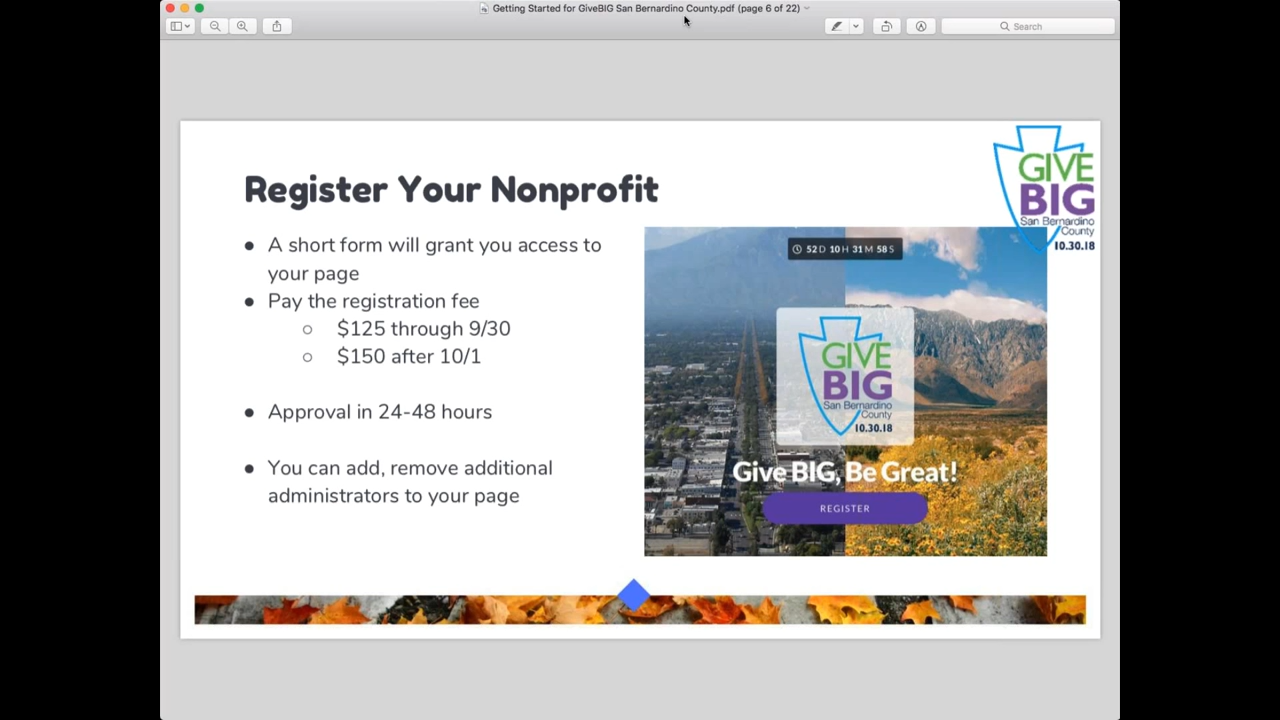 Getting Started for GiveBIG San Bernardino County.pdf (page 6 of 22)
Search
GIVE
BIG
San Bernardino
County
10.30.18
Register Your Nonprofit
● A short form will grant you access to
your page
● Pay the registration fee
○ $125 through 9/30
○ $150 after 10/1
● Approval in 24-48 hours
● You can add, remove additional
administrators to your page
52 D 10 H 31 M 58 S
GIVE
BIG
San Bernardino
County
10.30.18
Give BIG, Be Great!
REGISTER